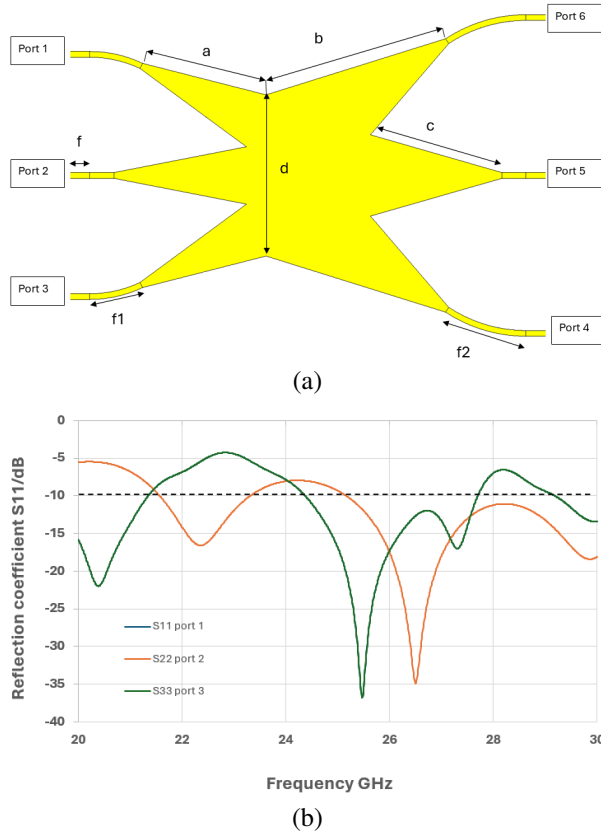 Port 1
Port 2
Port 3
Port 6
Port 5
Port 4
a
b
c
d
f
f1
f2
(a)
Reflection coefficient S11/dB
0
-5
-10
-15
-20
-25
-30
-35
-40
S11 port 1
S22 port 2
S33 port 3
20
22
24
26
28
30
Frequency GHz
(b)